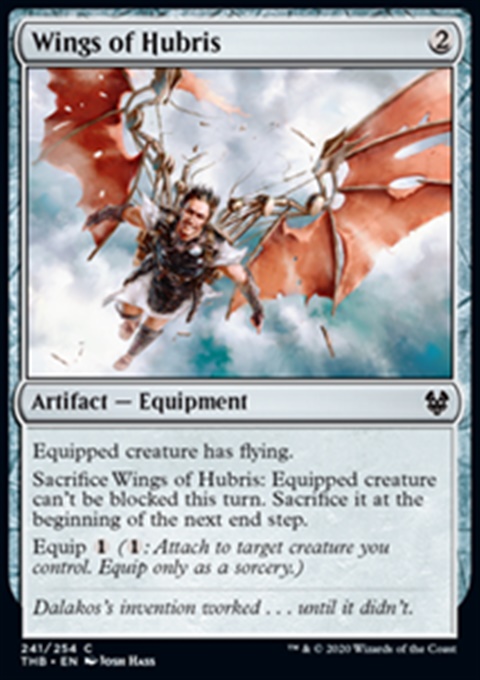 Wings of Hubris 2
Artifact — Equipment
Equipped creature has flying.
Sacrifice Wings of Hubris: Equipped creature
can't be blocked this turn. Sacrifice it at the
beginning of the next end step.
Equip 1 (1: Attach to target creature you
control. Equip only as a sorcery.)
Dalakos's invention worked . . . until it didn't.
241/254 C
THB • EN Josh Hass
™ & © 2020 Wizards of the Coast